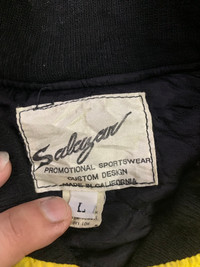 Salazar
PROMOTIONAL SPORTSWEAR
CUSTOM DESIGN
MADE IN CALIFORNIA
L